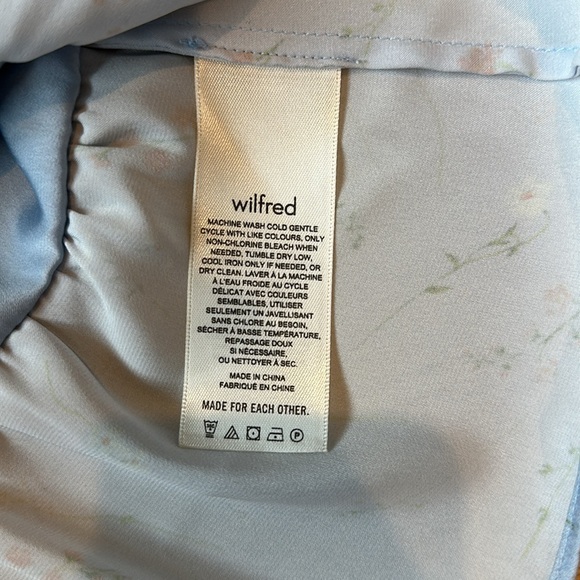 wilfred
MACHINE WASH COLD GENTLE
CYCLE WITH LIKE COLOURS, ONLY
NON-CHLORINE BLEACH WHEN
NEEDED, TUMBLE DRY LOW,
COOL IRON ONLY IF NEEDED, OR
DRY CLEAN. LAVER À LA MACHINE
À L'EAU FROIDE AU CYCLE
DÉLICAT AVEC COULEURS
SEMBLABLES, UTILISER
SEULEMENT UN JAVELLISANT
SANS CHLORE AU BESOIN,
SÉCHER À BASSE TEMPÉRATURE,
REPASSAGE DOUX
SI NÉCESSAIRE,
OU NETTOYER À SEC.
MADE IN CHINA
FABRIQUÉ EN CHINE
MADE FOR EACH OTHER.
P